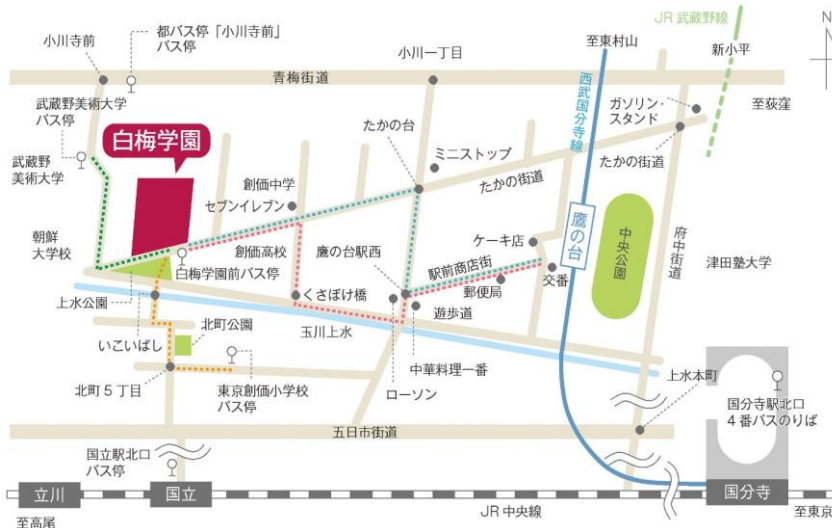 JR 武蔵野線
N
都バス停「小川寺前」
バス停
小川寺前
小川一丁目
至東村山
新小平
青梅街道
西武国分寺線
ガソリン・
スタンド
至荻窪
武蔵野美術大学
バス停
白梅学園
たかの台
ミニストップ
たかの街道
たかの街道
武蔵野
美術大学
創価中学
セブンイレブン
鷹の台
中央公園
府中街道
朝鮮
大学校
創価高校
鷹の台駅西
ケーキ店
駅前商店街
津田塾大学
白梅学園前バス停
郵便局
交番
上水公園
くさぼけ橋
遊歩道
玉川上水
いこいばし
北町公園
中華料理一番
北町5丁目
東京創価小学校
バス停
ローソン
上水本町
国分寺駅北口
4番バスのりば
五日市街道
国立駅北口
バス停
立川
国立
国分寺
至高尾
JR 中央線
至東京